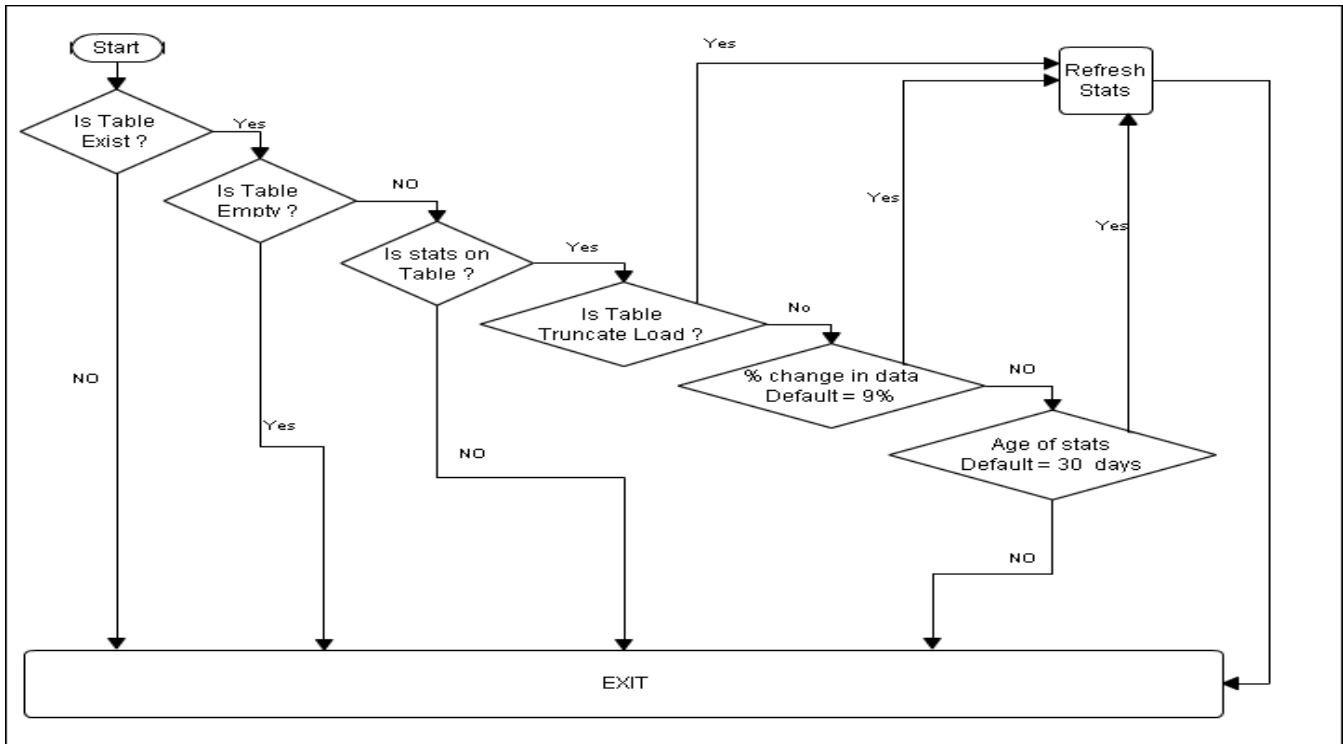 Start
Is Table
Exist ?
Yes
NO
Is Table
Empty ?
NO
Yes
Is stats on
Table ?
Yes
NO
Is Table
Truncate Load ?
Yes
No
% change in data
Default = 9%
Yes
NO
Age of stats
Default = 30 days
Yes
NO
Refresh
Stats
EXIT